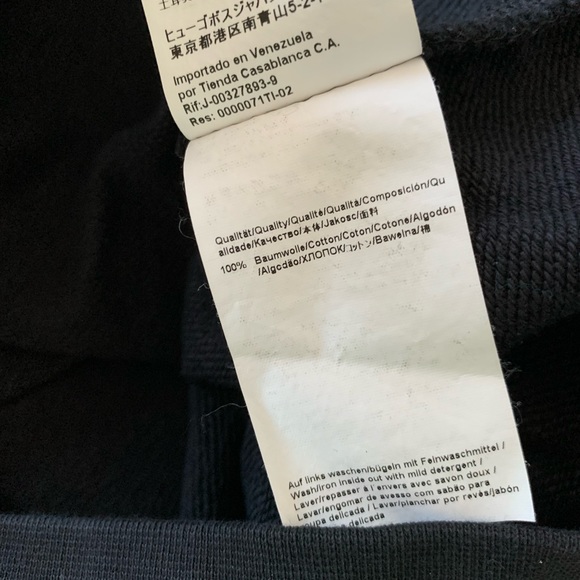 ヒューゴボスジャパン
東京都港区南青山5-2-1
Importado en Venezuela
por Tienda Casablanca C.A.
Rif:J-00327893-9
Res: 0000071TI-02
Qualität/Quality/Qualité/Qualità/Composición/Qu
alidade/Качество/本体/Jakosc/面料
100% Baumwolle/Cotton/Coton/Cotone/Algodón
/Algodão/ХЛОПОК/コットン/Bawelna/棉
Auf links waschen/bügeln mit Feinwaschmittel /
Wash/iron inside out with mild detergent /
Laver/repasser à l'envers avec savon doux /
Lavar/engomar de avesso com sabão para
roupa delicada / Lavar/planchar por revés/jabón
delicada